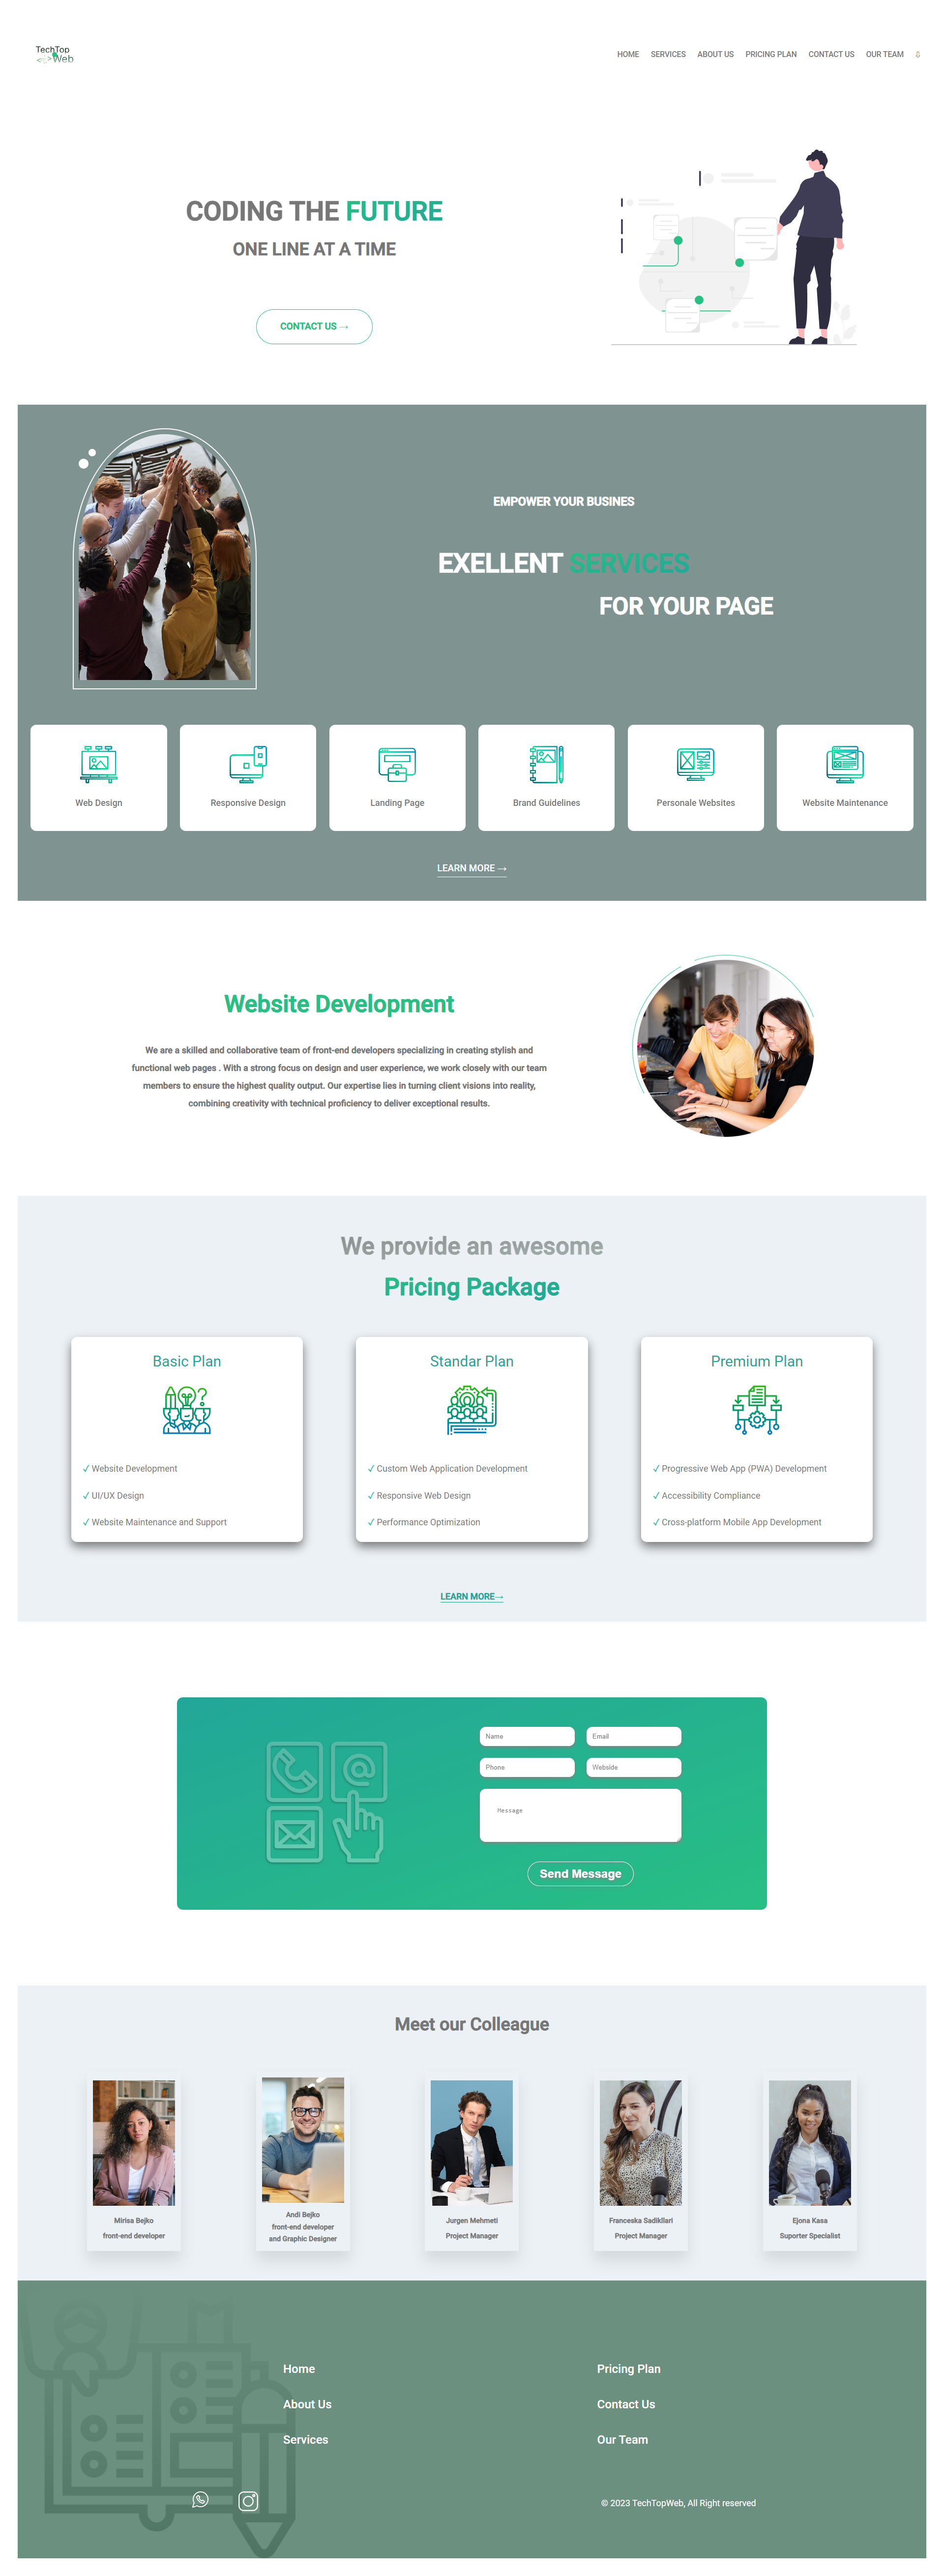 TechTop
</>Web
HOME SERVICES ABOUT US PRICING PLAN CONTACT US OUR TEAM
CODING THE FUTURE
ONE LINE AT A TIME
CONTACT US →
EMPOWER YOUR BUSINES
EXELLENT SERVICES
FOR YOUR PAGE
Web Design
Responsive Design
Landing Page
Brand Guidelines
Personale Websites
Website Maintenance
LEARN MORE →
Website Development
We are a skilled and collaborative team of front-end developers specializing in creating stylish and
functional web pages . With a strong focus on design and user experience, we work closely with our team
members to ensure the highest quality output. Our expertise lies in turning client visions into reality,
combining creativity with technical proficiency to deliver exceptional results.
We provide an awesome
Pricing Package
Basic Plan
✓ Website Development
✓ UI/UX Design
✓ Website Maintenance and Support
Standar Plan
✓ Custom Web Application Development
✓ Responsive Web Design
✓ Performance Optimization
Premium Plan
✓ Progressive Web App (PWA) Development
✓ Accessibility Compliance
✓ Cross-platform Mobile App Development
LEARN MORE→
Name
Email
Phone
Webside
Message
Send Message
Meet our Colleague
Mirisa Bejko
front-end developer
Andi Bejko
front-end developer
and Graphic Designer
Jurgen Mehmeti
Project Manager
Franceska Sadikllari
Project Manager
Ejona Kasa
Suporter Specialist
Home
About Us
Services
Pricing Plan
Contact Us
Our Team
© 2023 TechTopWeb, All Right reserved